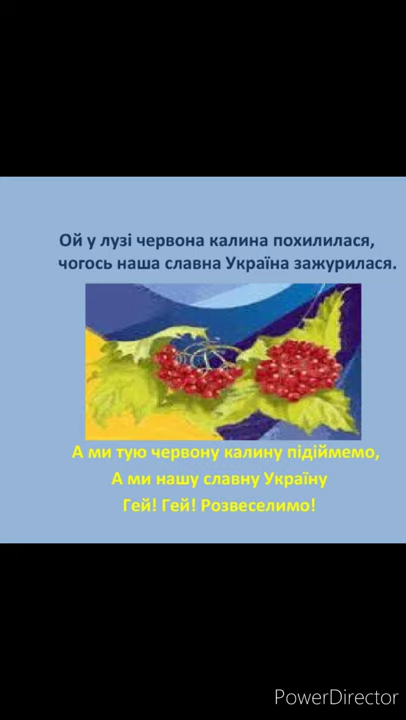 Ой у лузі червона калина похилилася,
чогось наша славна Україна зажурилася.
А ми тую червону калину підіймемо,
А ми нашу славну Україну
Гей! Гей! Розвеселимо!
PowerDirector